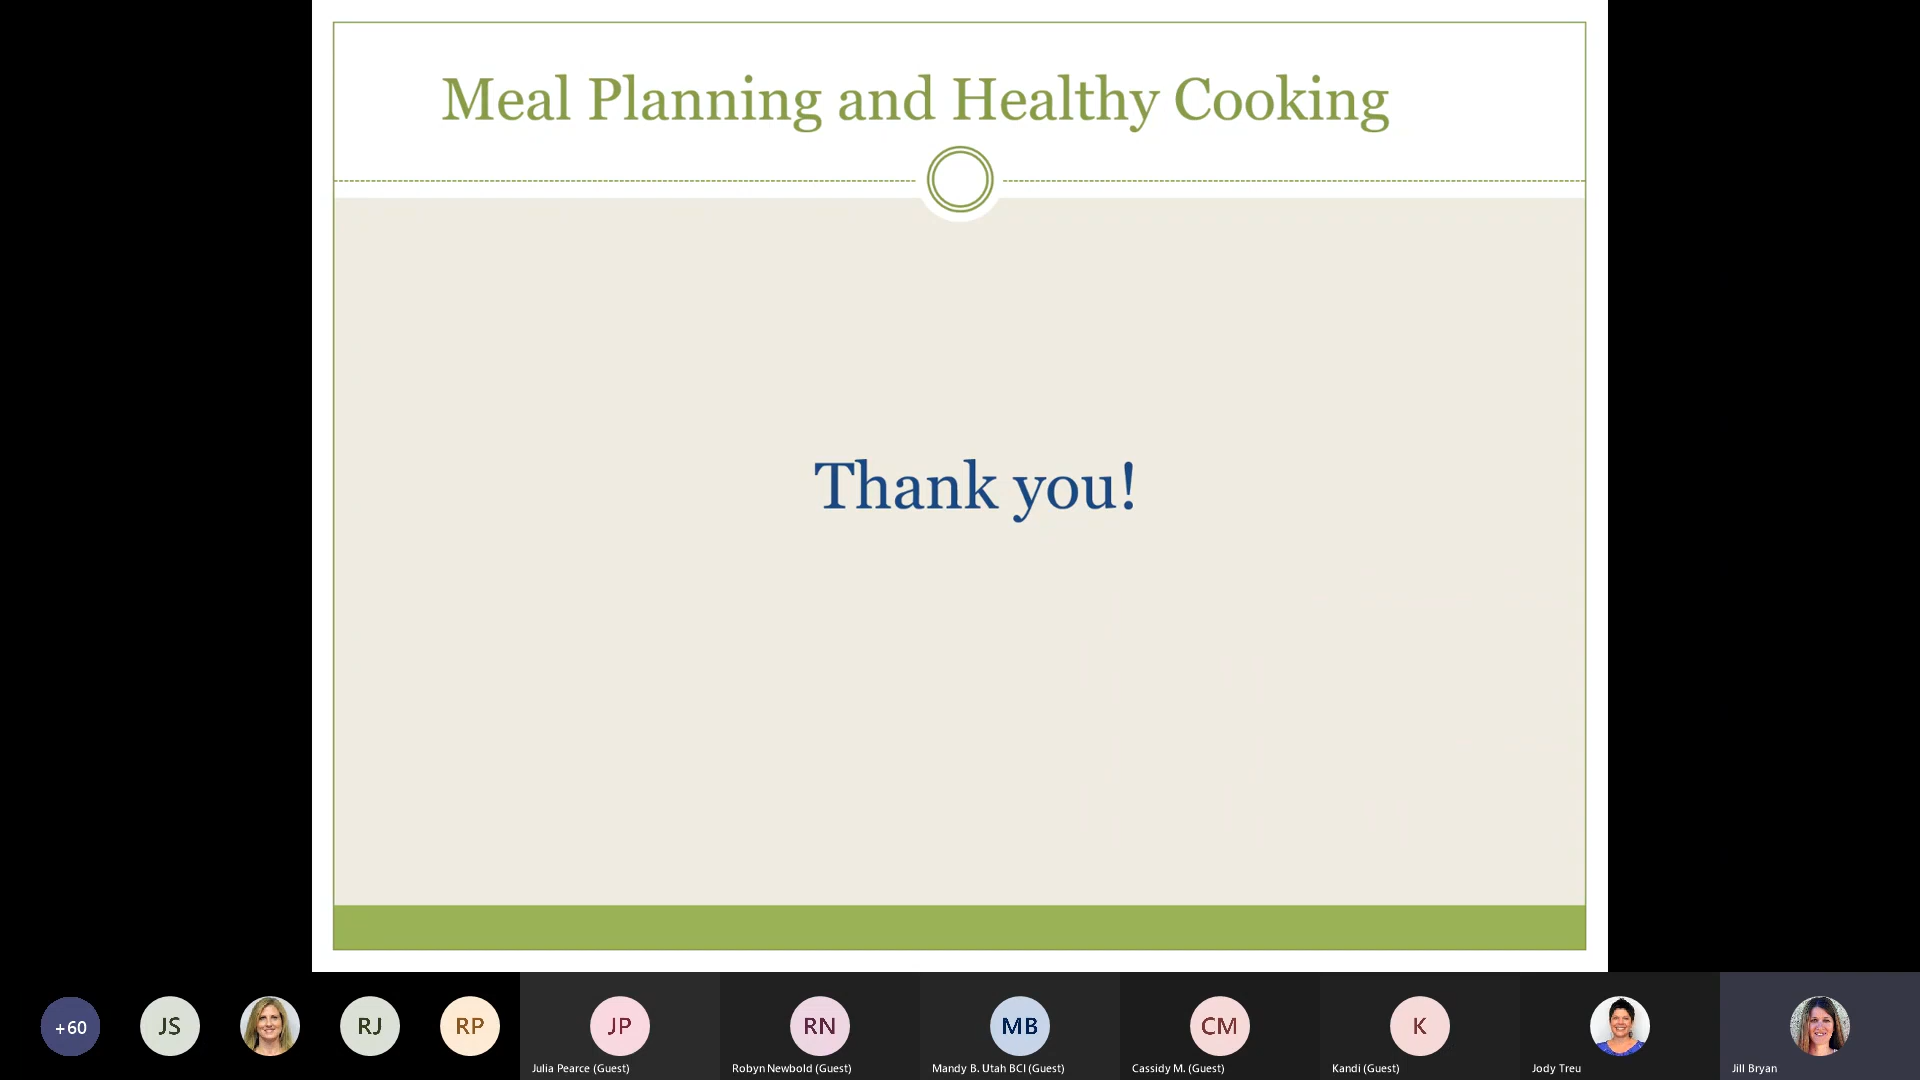 Meal Planning and Healthy Cooking
Thank you!
+60
JS
RJ
RP
JP
RN
MB
CM
K
Julia Pearce (Guest)
Robyn Newbold (Guest)
Mandy B. Utah BCI (Guest)
Cassidy M. (Guest)
Kandi (Guest)
Jody Treu
Jill Bryan